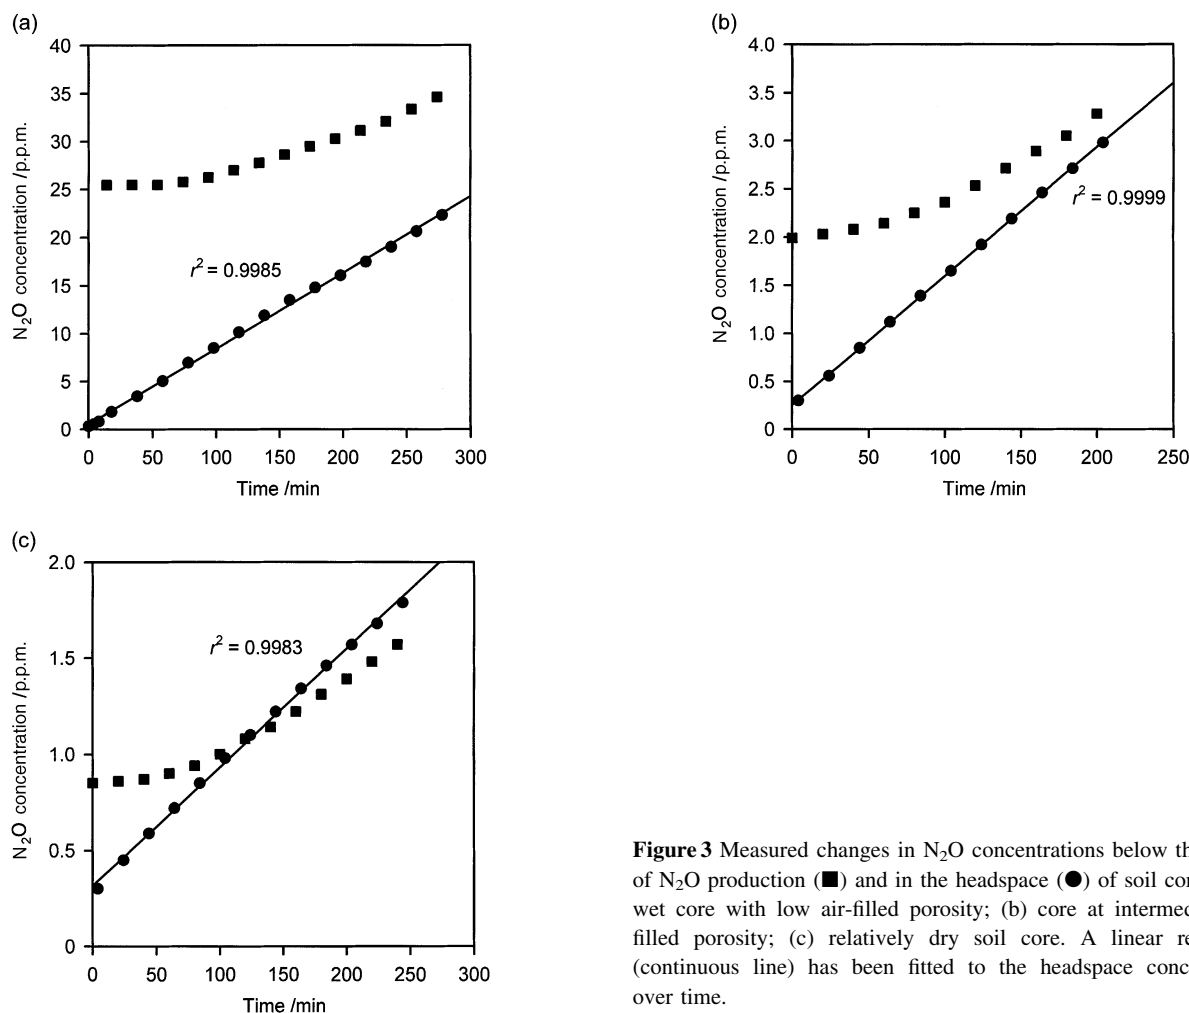 (a)
40
35
30
25
20
15
10
5
0
N₂O concentration /p.p.m.
r² = 0.9985
0 50 100 150 200 250 300
Time /min
(b)
4.0
3.5
3.0
2.5
2.0
1.5
1.0
0.5
0
N₂O concentration /p.p.m.
r² = 0.9999
0 50 100 150 200 250
Time /min
(c)
2.0
1.5
1.0
0.5
0
N₂O concentration /p.p.m.
r² = 0.9983
0 50 100 150 200 250 300
Time /min
Figure 3 Measured changes in N₂O concentrations below th
of N₂O production (■) and in the headspace (●) of soil cor
wet core with low air-filled porosity; (b) core at intermed
filled porosity; (c) relatively dry soil core. A linear re
(continuous line) has been fitted to the headspace conc
over time.